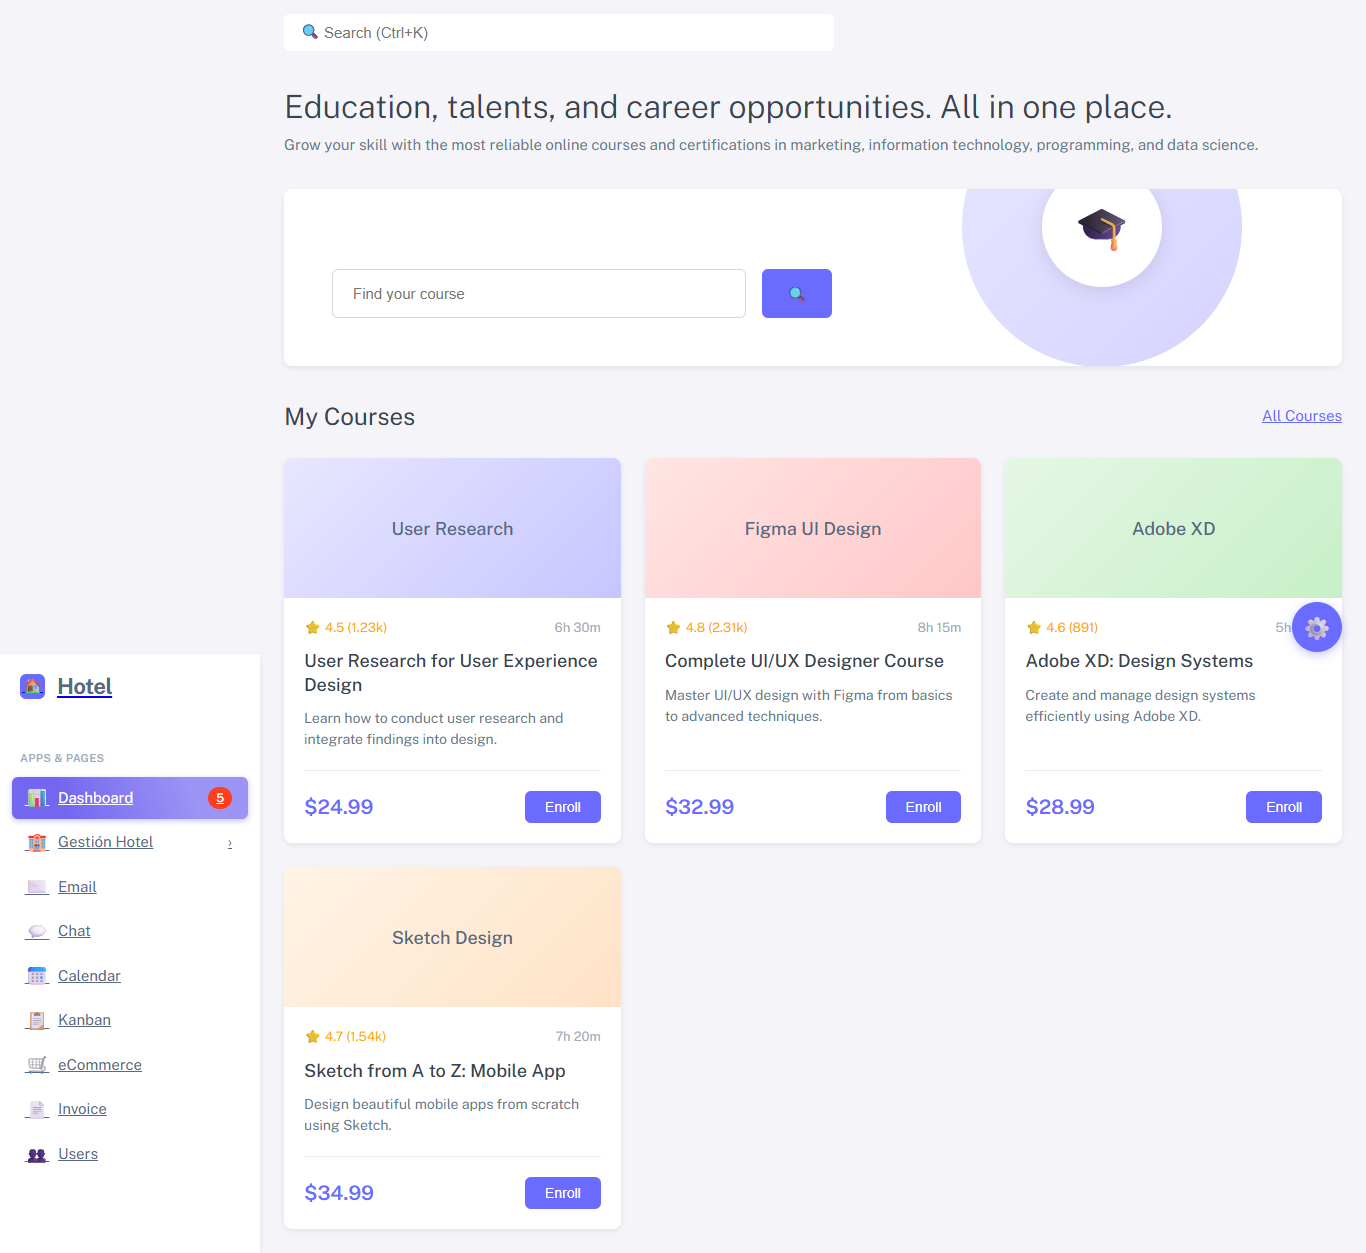 Search (Ctrl+K)
Education, talents, and career opportunities. All in one place.
Grow your skill with the most reliable online courses and certifications in marketing, information technology, programming, and data science.
Find your course
My Courses
All Courses
User Research
4.5 (1.23k)
6h 30m
User Research for User Experience
Design
Learn how to conduct user research and
integrate findings into design.
$24.99
Enroll
Figma UI Design
4.8 (2.31k)
8h 15m
Complete UI/UX Designer Course
Master UI/UX design with Figma from basics
to advanced techniques.
$32.99
Enroll
Adobe XD
4.6 (891)
5h
Adobe XD: Design Systems
Create and manage design systems
efficiently using Adobe XD.
$28.99
Enroll
Sketch Design
4.7 (1.54k)
7h 20m
Sketch from A to Z: Mobile App
Design beautiful mobile apps from scratch
using Sketch.
$34.99
Enroll
Hotel
APPS & PAGES
Dashboard
5
Gestión Hotel ›
Email
Chat
Calendar
Kanban
eCommerce
Invoice
Users